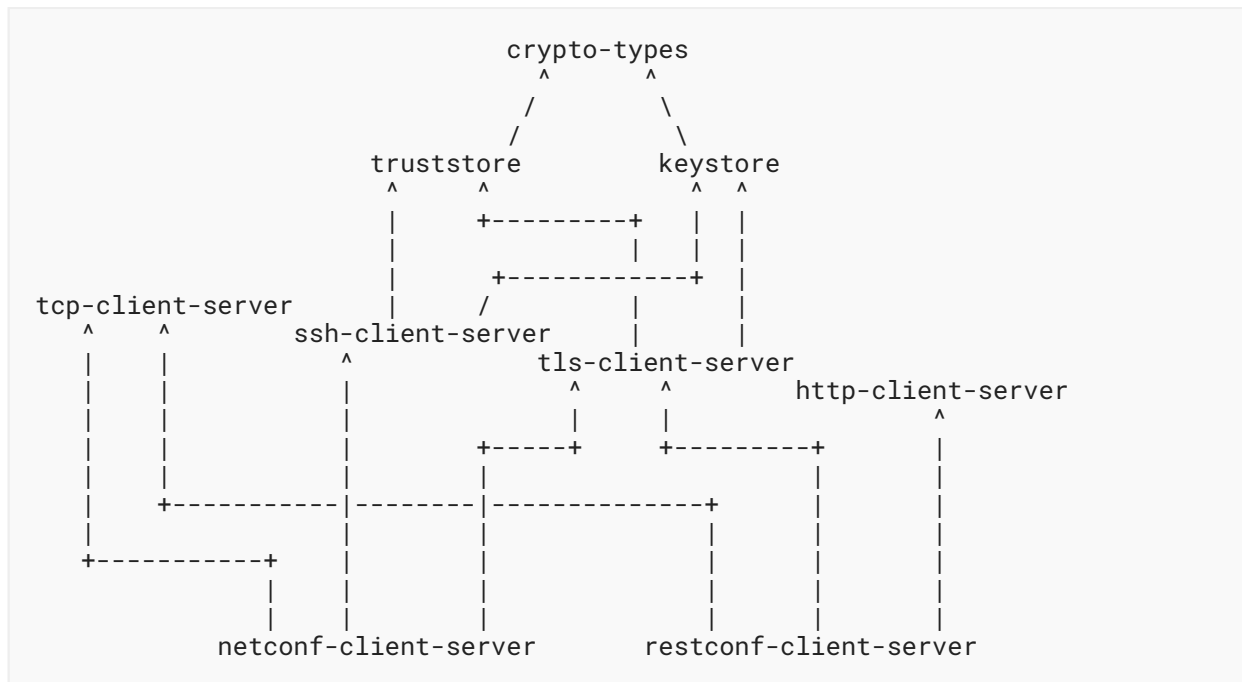 crypto-types
^ ^
/ \
/ \
truststore keystore
^ ^ ^ ^
| +---------+ | |
| | | |
| +------------+ |
tcp-client-server | / | |
^ ^ ssh-client-server | |
| | ^ tls-client-server
| | | ^ ^ http-client-server
| | | | | ^
| | | +-----+ +---------+ |
| | | | | |
| +-----------|--------|--------------+ | |
| | | | | |
+-----------+ | | | | |
| | | | | |
| | | | | |
netconf-client-server restconf-client-server